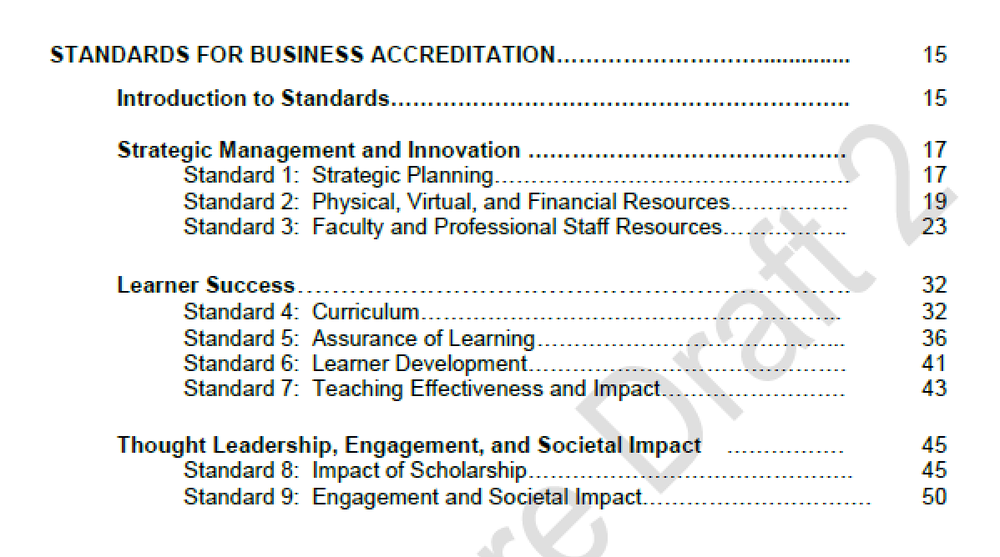 STANDARDS FOR BUSINESS ACCREDITATION……………………….............. 15
Introduction to Standards…………………………………………………….. 15
Strategic Management and Innovation ……………………………………. 17
Standard 1: Strategic Planning………………………………………. 17
Standard 2: Physical, Virtual, and Financial Resources……………. 19
Standard 3: Faculty and Professional Staff Resources……………. 23
Learner Success………………………………………………………………. 32
Standard 4: Curriculum………………………………………………. 32
Standard 5: Assurance of Learning………………………………... 36
Standard 6: Learner Development…………………………………. 41
Standard 7: Teaching Effectiveness and Impact…………………… 43
Thought Leadership, Engagement, and Societal Impact ……………. 45
Standard 8: Impact of Scholarship………………………………….. 45
Standard 9: Engagement and Societal Impact………………………… 50
re Draft 2